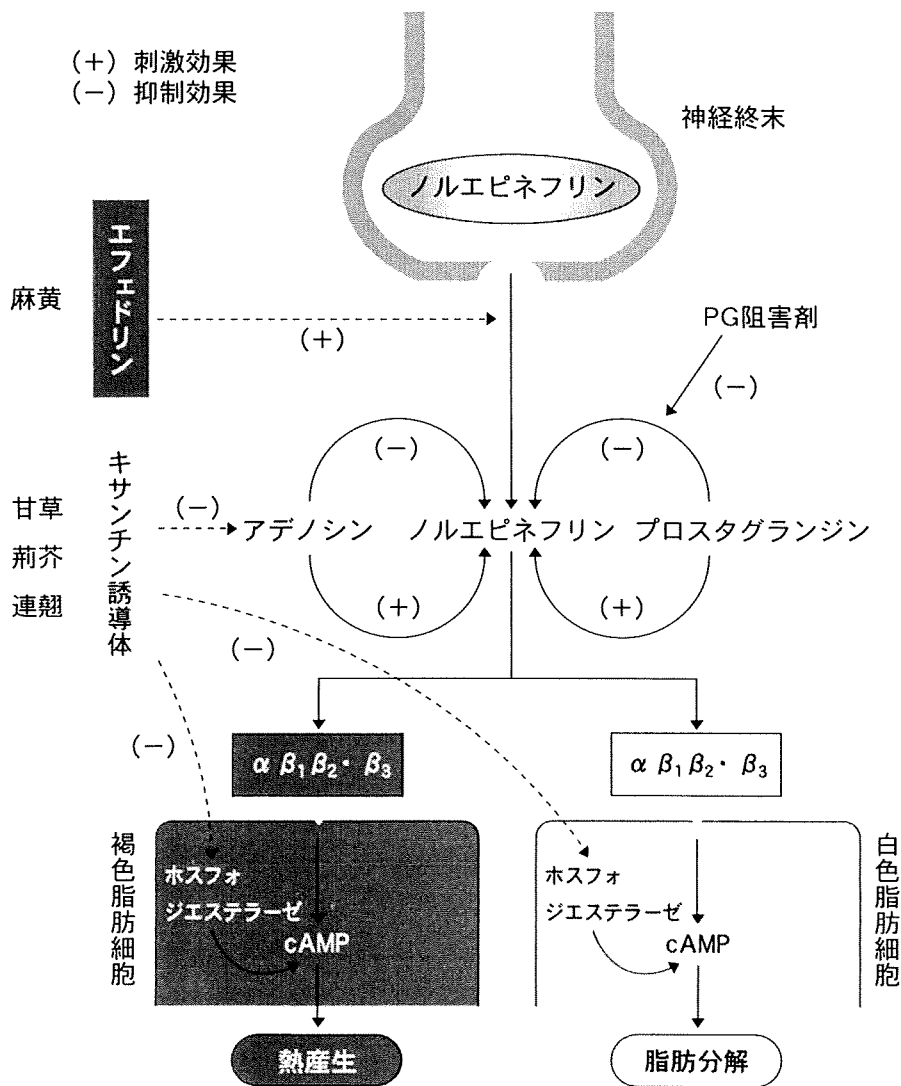 (+) 刺激効果
(-) 抑制効果
神経終末
ノルエピネフリン
エフェドリン
麻黄
(+)
PG阻害剤
(-)
(-)
(-)
キサンチン誘導体
甘草
荊芥
連翹
(-)
アデノシン
ノルエピネフリン
プロスタグランジン
(+)
(+)
(-)
(-)
α β₁ β₂・β₃
α β₁ β₂・β₃
褐色脂肪細胞
ホスフォ
ジエステラーゼ
cAMP
ホスフォ
ジエステラーゼ
cAMP
白色脂肪細胞
熱産生
脂肪分解